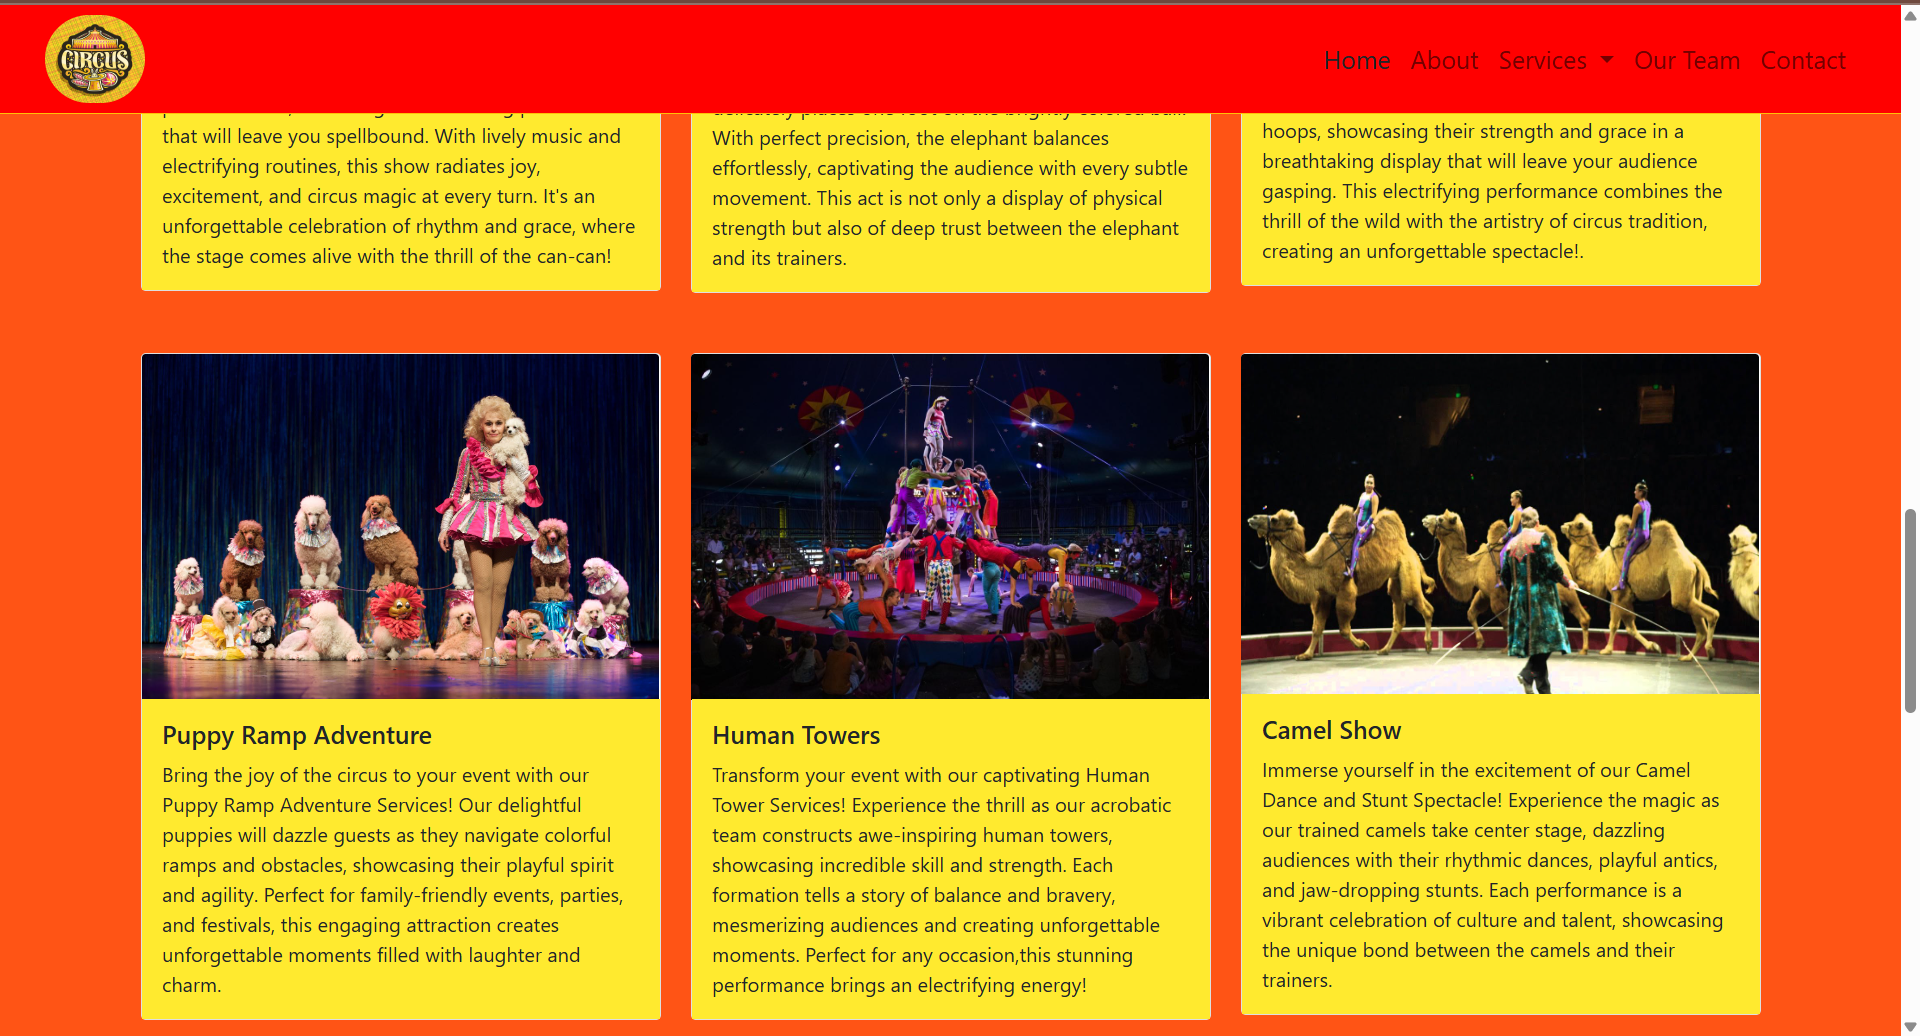 CIRCUS
Home About Services Our Team Contact
that will leave you spellbound. With lively music and
electrifying routines, this show radiates joy,
excitement, and circus magic at every turn. It's an
unforgettable celebration of rhythm and grace, where
the stage comes alive with the thrill of the can-can!
delicately places one foot on the brightly colored ball.
With perfect precision, the elephant balances
effortlessly, captivating the audience with every subtle
movement. This act is not only a display of physical
strength but also of deep trust between the elephant
and its trainers.
hoops, showcasing their strength and grace in a
breathtaking display that will leave your audience
gasping. This electrifying performance combines the
thrill of the wild with the artistry of circus tradition,
creating an unforgettable spectacle!.
Puppy Ramp Adventure
Bring the joy of the circus to your event with our
Puppy Ramp Adventure Services! Our delightful
puppies will dazzle guests as they navigate colorful
ramps and obstacles, showcasing their playful spirit
and agility. Perfect for family-friendly events, parties,
and festivals, this engaging attraction creates
unforgettable moments filled with laughter and
charm.
Human Towers
Transform your event with our captivating Human
Tower Services! Experience the thrill as our acrobatic
team constructs awe-inspiring human towers,
showcasing incredible skill and strength. Each
formation tells a story of balance and bravery,
mesmerizing audiences and creating unforgettable
moments. Perfect for any occasion,this stunning
performance brings an electrifying energy!
Camel Show
Immerse yourself in the excitement of our Camel
Dance and Stunt Spectacle! Experience the magic as
our trained camels take center stage, dazzling
audiences with their rhythmic dances, playful antics,
and jaw-dropping stunts. Each performance is a
vibrant celebration of culture and talent, showcasing
the unique bond between the camels and their
trainers.